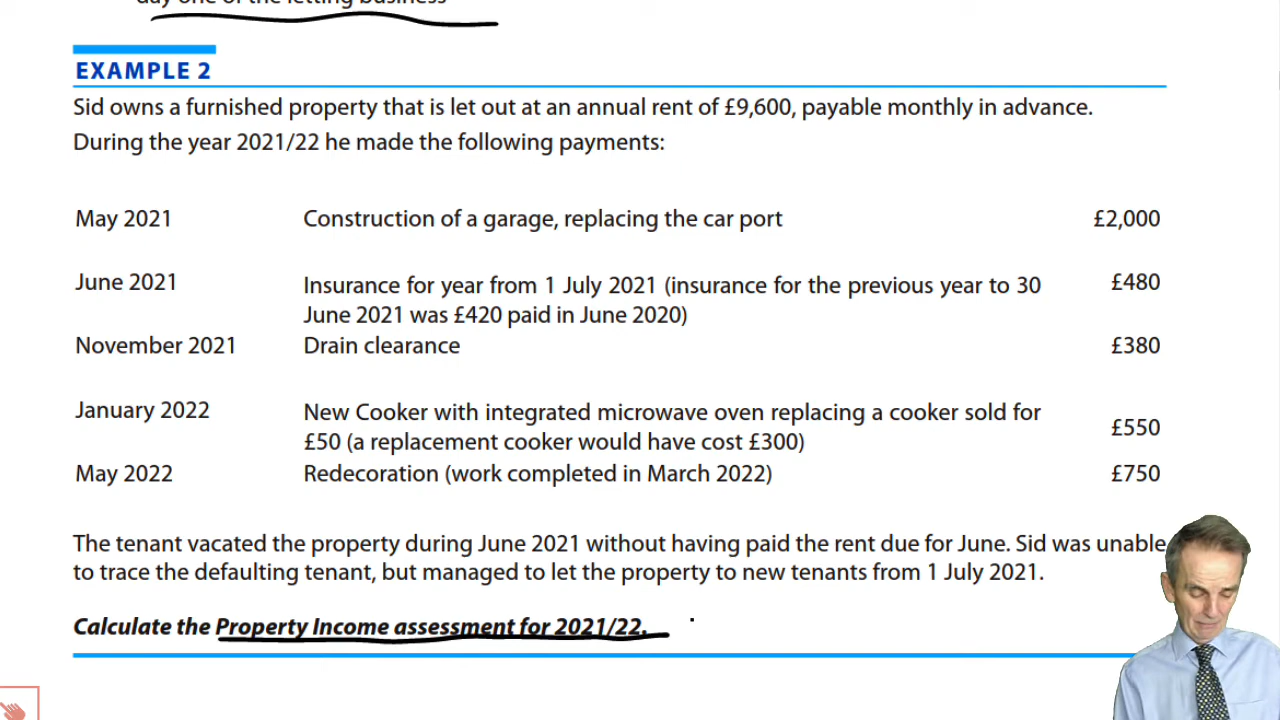 day one of the letting business
EXAMPLE 2
Sid owns a furnished property that is let out at an annual rent of £9,600, payable monthly in advance.
During the year 2021/22 he made the following payments:
May 2021 Construction of a garage, replacing the car port £2,000
June 2021 Insurance for year from 1 July 2021 (insurance for the previous year to 30 £480
June 2021 was £420 paid in June 2020)
November 2021 Drain clearance £380
January 2022 New Cooker with integrated microwave oven replacing a cooker sold for £550
£50 (a replacement cooker would have cost £300)
May 2022 Redecoration (work completed in March 2022) £750
The tenant vacated the property during June 2021 without having paid the rent due for June. Sid was unable
to trace the defaulting tenant, but managed to let the property to new tenants from 1 July 2021.
Calculate the Property Income assessment for 2021/22.